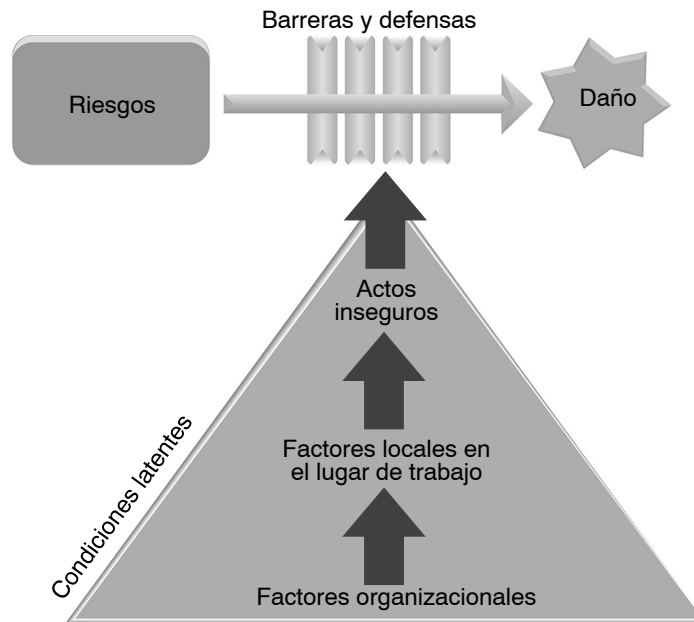 Barreras y defensas
Riesgos
Daño
Actos
inseguros
Condiciones latentes
Factores locales en
el lugar de trabajo
Factores organizacionales